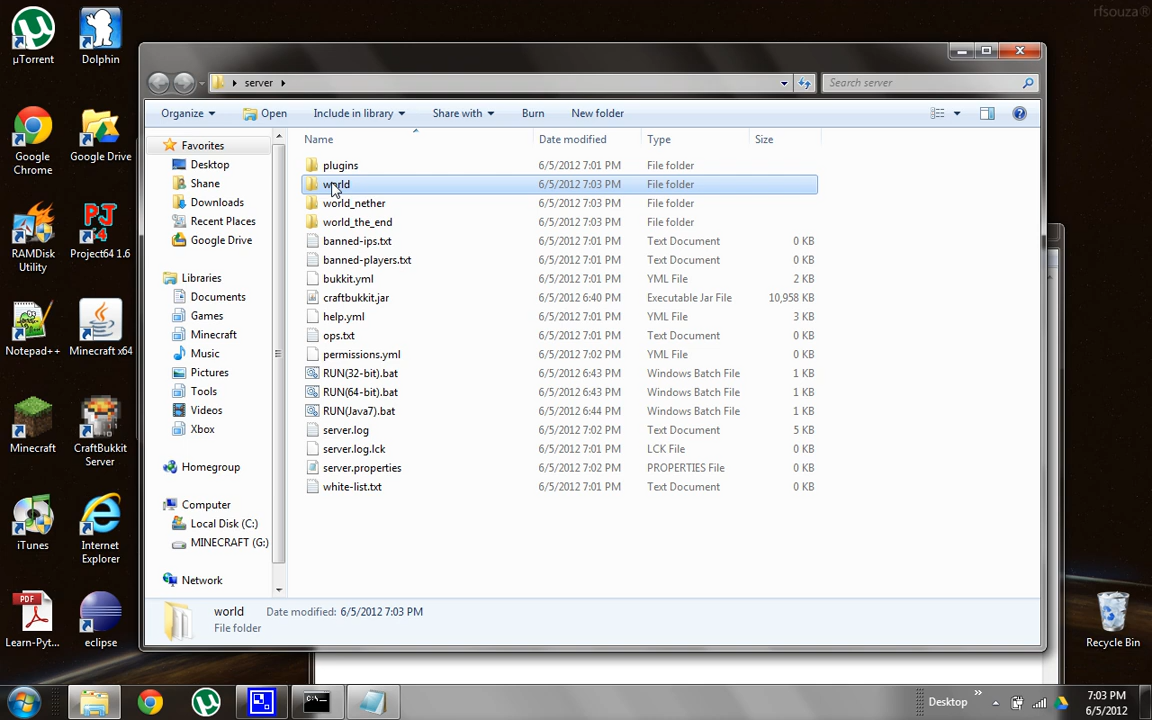 rfsouza®
µTorrent
Dolphin
Google Chrome
Google Drive
RAMDisk Utility
Project64 1.6
Notepad++
Minecraft x64
Minecraft
CraftBukkit Server
iTunes
Internet Explorer
Learn-Pyt...
eclipse
server
Search server
Organize
Open
Include in library
Share with
Burn
New folder
Favorites
Desktop
Shane
Downloads
Recent Places
Google Drive
Libraries
Documents
Games
Minecraft
Music
Pictures
Tools
Videos
Xbox
Homegroup
Computer
Local Disk (C:)
MINECRAFT (G:)
Network
Name Date modified Type Size
plugins 6/5/2012 7:01 PM File folder
world 6/5/2012 7:03 PM File folder
world_nether 6/5/2012 7:03 PM File folder
world_the_end 6/5/2012 7:03 PM File folder
banned-ips.txt 6/5/2012 7:01 PM Text Document 0 KB
banned-players.txt 6/5/2012 7:01 PM Text Document 0 KB
bukkit.yml 6/5/2012 7:01 PM YML File 2 KB
craftbukkit.jar 6/5/2012 6:40 PM Executable Jar File 10,958 KB
help.yml 6/5/2012 7:01 PM YML File 3 KB
ops.txt 6/5/2012 7:01 PM Text Document 0 KB
permissions.yml 6/5/2012 7:02 PM YML File 0 KB
RUN(32-bit).bat 6/5/2012 6:43 PM Windows Batch File 1 KB
RUN(64-bit).bat 6/5/2012 6:43 PM Windows Batch File 1 KB
RUN(Java7).bat 6/5/2012 6:44 PM Windows Batch File 1 KB
server.log 6/5/2012 7:02 PM Text Document 5 KB
server.log.lck 6/5/2012 7:01 PM LCK File 0 KB
server.properties 6/5/2012 7:02 PM PROPERTIES File 0 KB
white-list.txt 6/5/2012 7:01 PM Text Document 0 KB
world Date modified: 6/5/2012 7:03 PM
File folder
Recycle Bin
Desktop
7:03 PM
6/5/2012